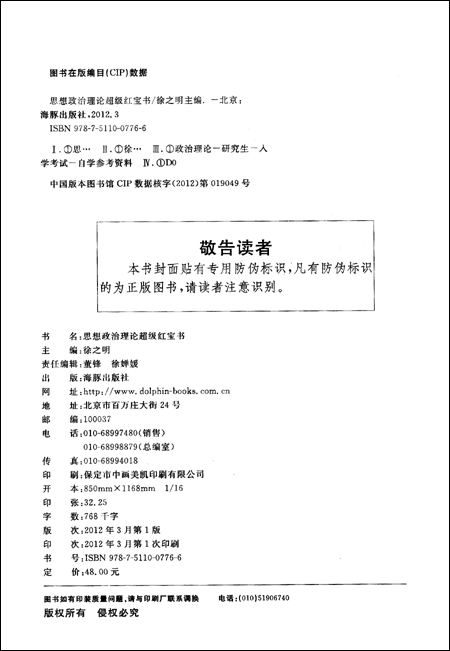 图书在版编目(CIP)数据
思想政治理论超级红宝书/徐之明主编. —北京:
海豚出版社,2012.3
ISBN 978-7-5110-0776-6
Ⅰ.①思… Ⅱ.①徐… Ⅲ.①政治理论—研究生—入
学考试—自学参考资料 Ⅳ.①D0
中国版本图书馆CIP数据核字(2012)第019049号
敬告读者
本书封面贴有专用防伪标识,凡有防伪标识
的为正版图书,请读者注意识别。
书 名:思想政治理论超级红宝书
主 编:徐之明
责任编辑:董锋 徐婵媛
出 版:海豚出版社
网 址:http://www.dolphin-books.com.cn
地 址:北京市百万庄大街24号
邮 编:100037
电 话:010-68997480(销售)
010-68998879(总编室)
传 真:010-68994018
印 刷:保定市中画美凯印刷有限公司
开 本:850mm×1168mm 1/16
印 张:32.25
字 数:768千字
版 次:2012年3月第1版
印 次:2012年3月第1次印刷
书 号:ISBN 978-7-5110-0776-6
定 价:48.00元
图书如有印装质量问题,请与印刷厂联系调换 电话:(010)51906740
版权所有 侵权必究